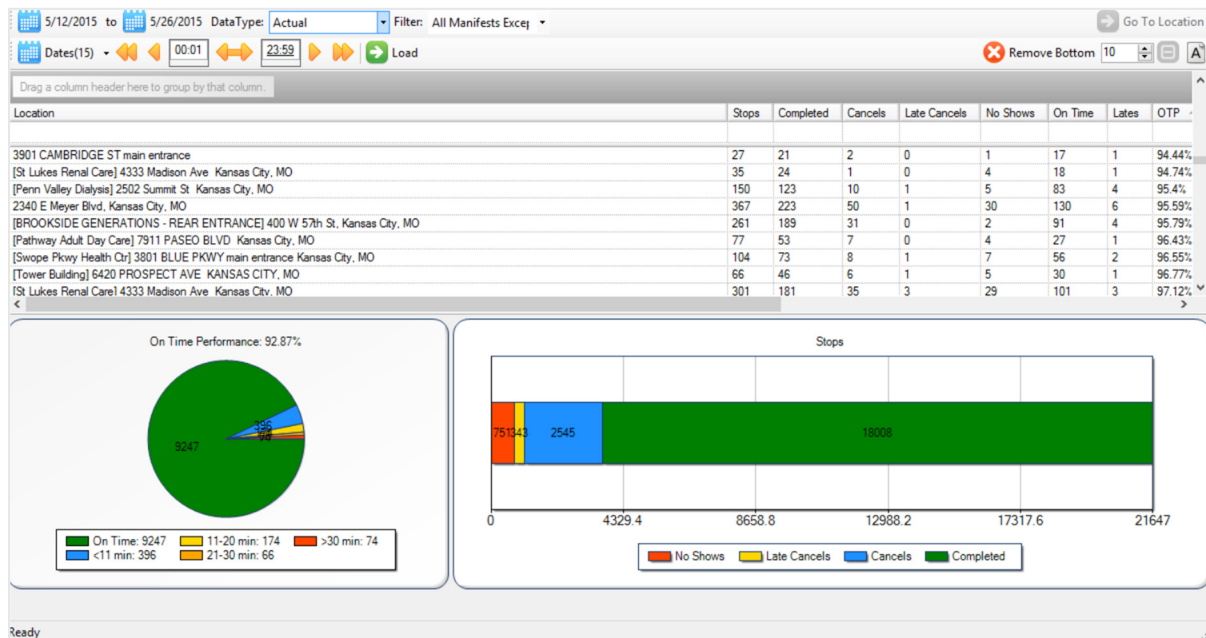 5/12/2015 to 5/26/2015 DataType: Actual Filter: All Manifests Excep Go To Location
Dates(15) 00:01 23:59 Load Remove Bottom 10 A
Drag a column header here to group by that column.
Location Stops Completed Cancels Late Cancels No Shows On Time Lates OTP
3901 CAMBRIDGE ST main entrance 27 21 2 0 1 17 1 94.44%
[St Lukes Renal Care] 4333 Madison Ave Kansas City, MO 35 24 1 0 4 18 1 94.74%
[Penn Valley Dialysis] 2502 Summit St Kansas City, MO 150 123 10 1 5 83 4 95.4%
2340 E Meyer Blvd, Kansas City, MO 367 223 50 1 30 130 6 95.59%
[BROOKSIDE GENERATIONS - REAR ENTRANCE] 400 W 57th St, Kansas City, MO 261 189 31 0 2 91 4 95.79%
[Pathway Adult Day Care] 7911 PASEO BLVD Kansas City, MO 77 53 7 0 4 27 1 96.43%
[Swope Pkwy Health Ctr] 3801 BLUE PKWY main entrance Kansas City, MO 104 73 8 1 7 56 2 96.55%
[Tower Building] 6420 PROSPECT AVE KANSAS CITY, MO 66 46 6 1 5 30 1 96.77%
[St Lukes Renal Care] 4333 Madison Ave Kansas City, MO 301 181 35 3 29 101 3 97.12%
On Time Performance: 92.87%
396
9247
On Time: 9247 11-20 min: 174 >30 min: 74
<11 min: 396 21-30 min: 66
Stops
751 343 2545 18008
0 4329.4 8658.8 12988.2 17317.6 21647
No Shows Late Cancels Cancels Completed
Ready